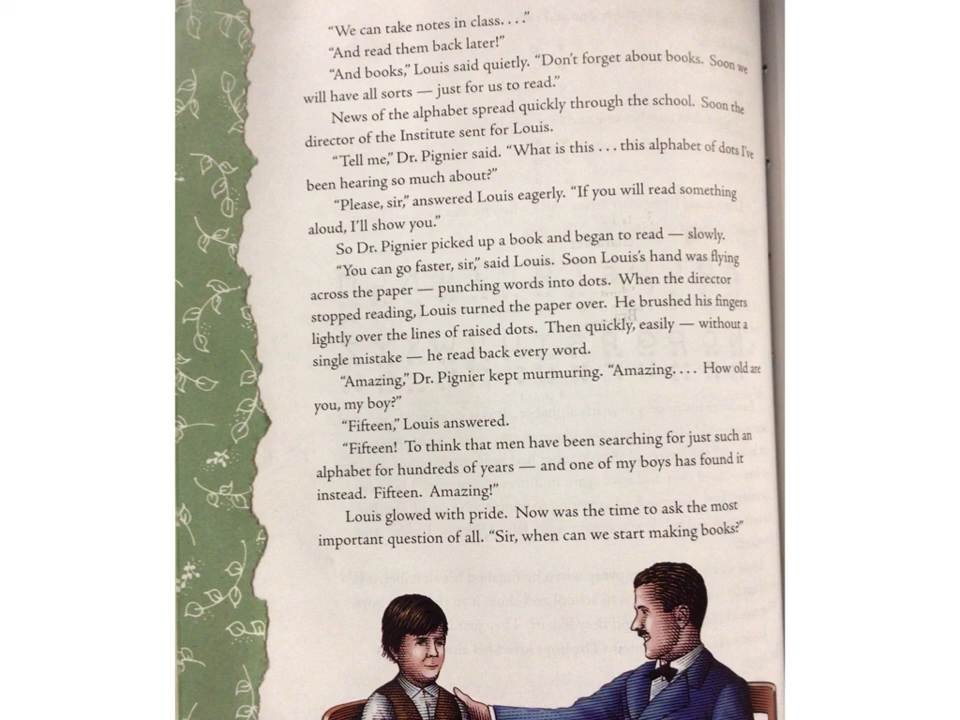 "We can take notes in class. . . ."
"And read them back later!"
"And books," Louis said quietly. "Don't forget about books. Soon we
will have all sorts — just for us to read."
News of the alphabet spread quickly through the school. Soon the
director of the Institute sent for Louis.
"Tell me," Dr. Pignier said. "What is this . . . this alphabet of dots I've
been hearing so much about?"
"Please, sir," answered Louis eagerly. "If you will read something
aloud, I'll show you."
So Dr. Pignier picked up a book and began to read — slowly.
"You can go faster, sir," said Louis. Soon Louis's hand was flying
across the paper — punching words into dots. When the director
stopped reading, Louis turned the paper over. He brushed his fingers
lightly over the lines of raised dots. Then quickly, easily — without a
single mistake — he read back every word.
"Amazing," Dr. Pignier kept murmuring. "Amazing. . . . How old are
you, my boy?"
"Fifteen," Louis answered.
"Fifteen! To think that men have been searching for just such an
alphabet for hundreds of years — and one of my boys has found it
instead. Fifteen. Amazing!"
Louis glowed with pride. Now was the time to ask the most
important question of all. "Sir, when can we start making books?"